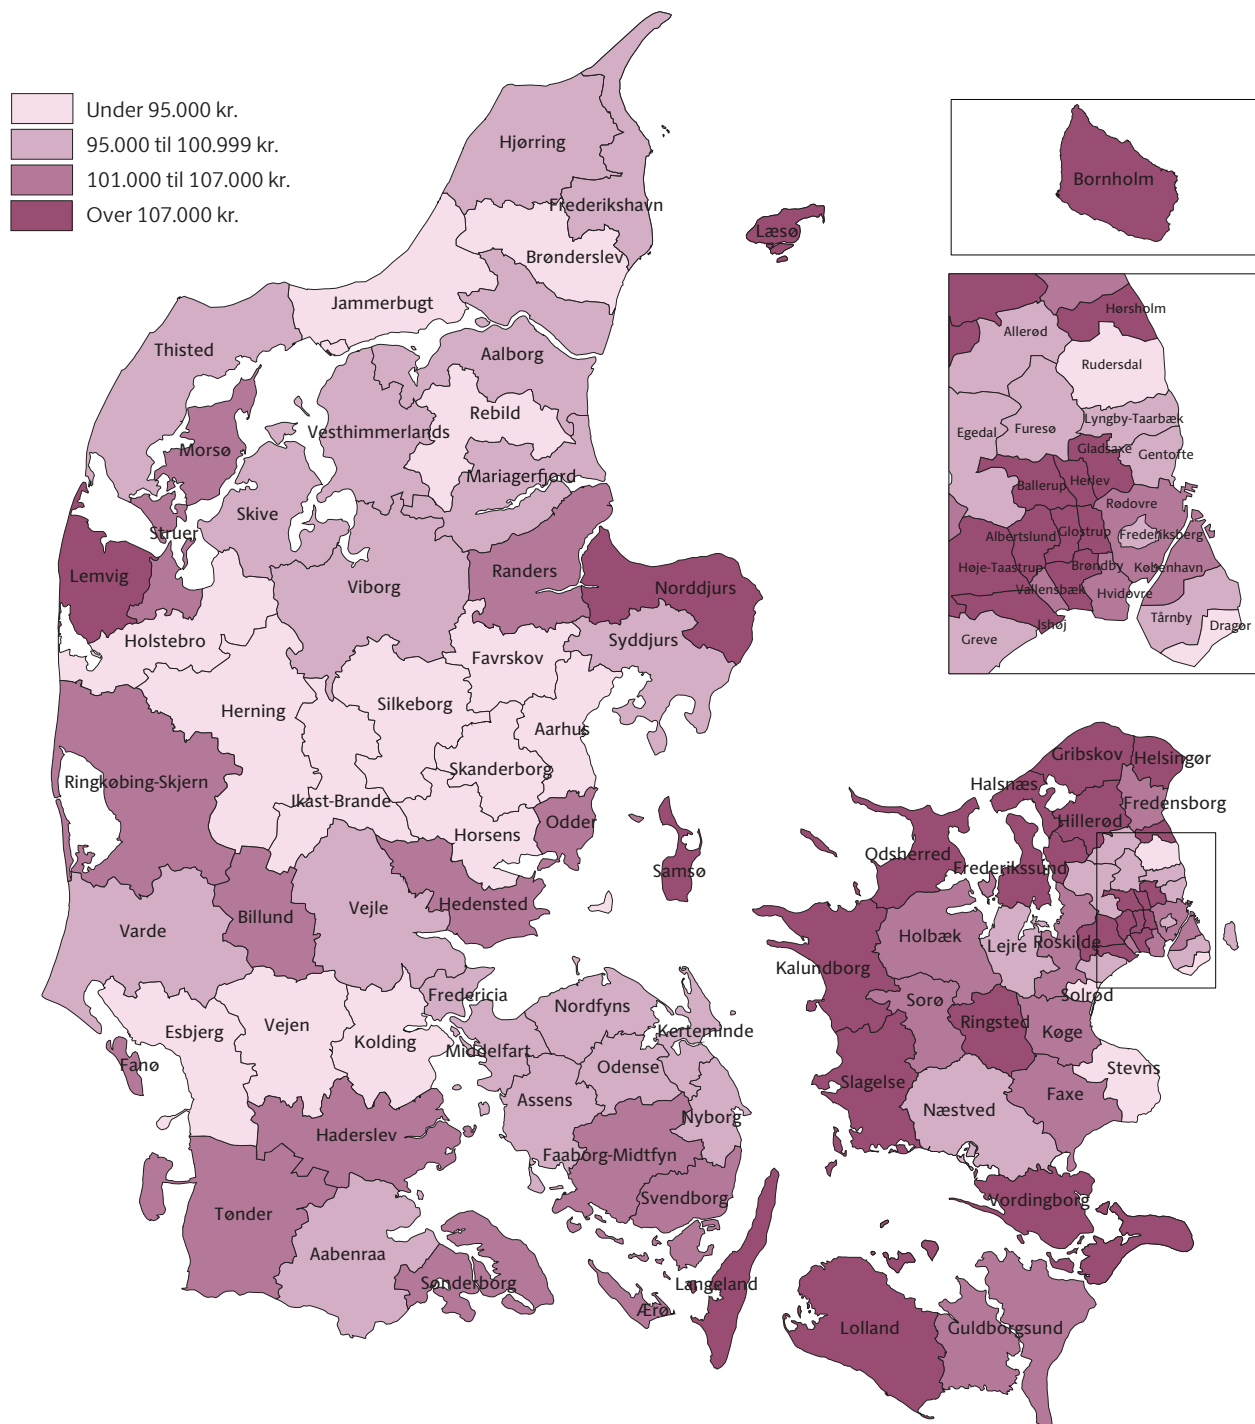 Under 95.000 kr.
95.000 til 100.999 kr.
101.000 til 107.000 kr.
Over 107.000 kr.
Hjørring
Frederikshavn
Brønderslev
Læsø
Jammerbugt
Thisted
Aalborg
Rebild
Vesthimmerlands
Morsø
Mariagerfjord
Skive
Struer
Lemvig
Viborg
Randers
Norddjurs
Holstebro
Syddjurs
Favrskov
Silkeborg
Herning
Aarhus
Skanderborg
Ringkøbing-Skjern
Ikast-Brande
Horsens
Odder
Samsø
Hedensted
Billund
Vejle
Varde
Fredericia
Esbjerg
Vejen
Kolding
Fanø
Nordfyns
Kerteminde
Middelfart
Odense
Assens
Nyborg
Haderslev
Faaborg-Midtfyn
Svendborg
Tønder
Aabenraa
Sønderborg
Langeland
Ærø
Bornholm
Hørsholm
Allerød
Rudersdal
Lyngby-Taarbæk
Furesø
Egedal
Gladsaxe
Gentofte
Herlev
Ballerup
Rødovre
Glostrup
Frederiksberg
Albertslund
Brøndby
Høje-Taastrup
København
Vallensbæk
Hvidovre
Ishøj
Tårnby
Dragør
Greve
Gribskov
Helsingør
Halsnæs
Fredensborg
Hillerød
Odsherred
Frederikssund
Holbæk
Lejre
Roskilde
Kalundborg
Solrød
Sorø
Ringsted
Køge
Stevns
Slagelse
Næstved
Faxe
Vordingborg
Lolland
Guldborgsund